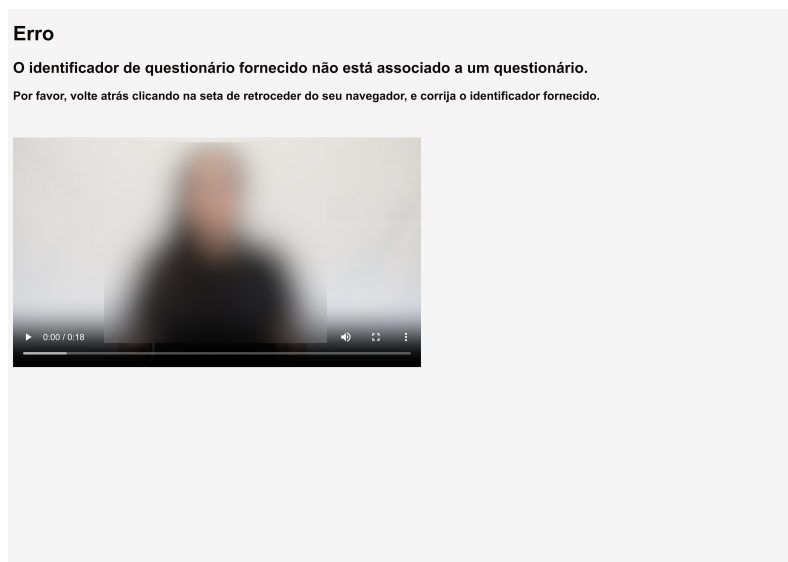 Erro
O identificador de questionário fornecido não está associado a um questionário.
Por favor, volte atrás clicando na seta de retroceder do seu navegador, e corrija o identificador fornecido.
0:00 / 0:18